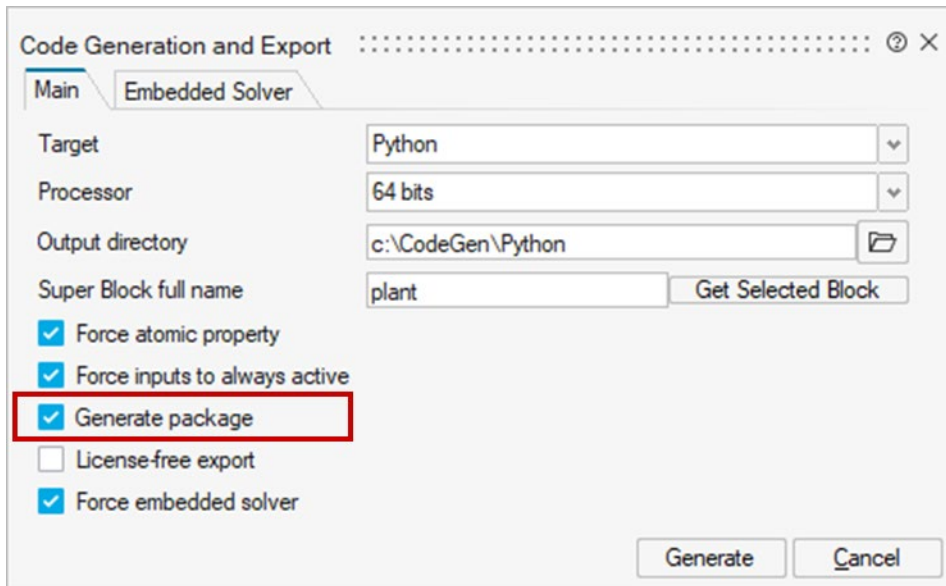 Code Generation and Export
Main Embedded Solver
Target Python
Processor 64 bits
Output directory c:\CodeGen\Python
Super Block full name plant Get Selected Block
Force atomic property
Force inputs to always active
Generate package
License-free export
Force embedded solver
Generate Cancel